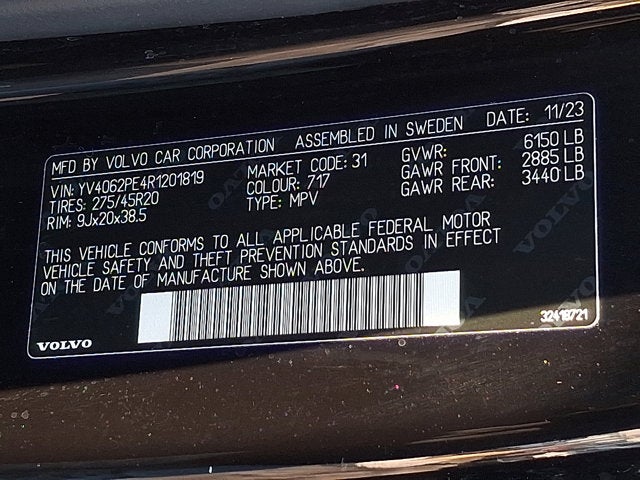 MFD BY VOLVO CAR CORPORATION ASSEMBLED IN SWEDEN DATE: 11/23
VIN: YV4062PE4R1201819 MARKET CODE: 31 GVWR: 6150 LB
TIRES: 275/45R20 COLOUR: 717 GAWR FRONT: 2885 LB
RIM: 9Jx20x38.5 TYPE: MPV GAWR REAR: 3440 LB
THIS VEHICLE CONFORMS TO ALL APPLICABLE FEDERAL MOTOR
VEHICLE SAFETY AND THEFT PREVENTION STANDARDS IN EFFECT
ON THE DATE OF MANUFACTURE SHOWN ABOVE.
VOLVO 32419721